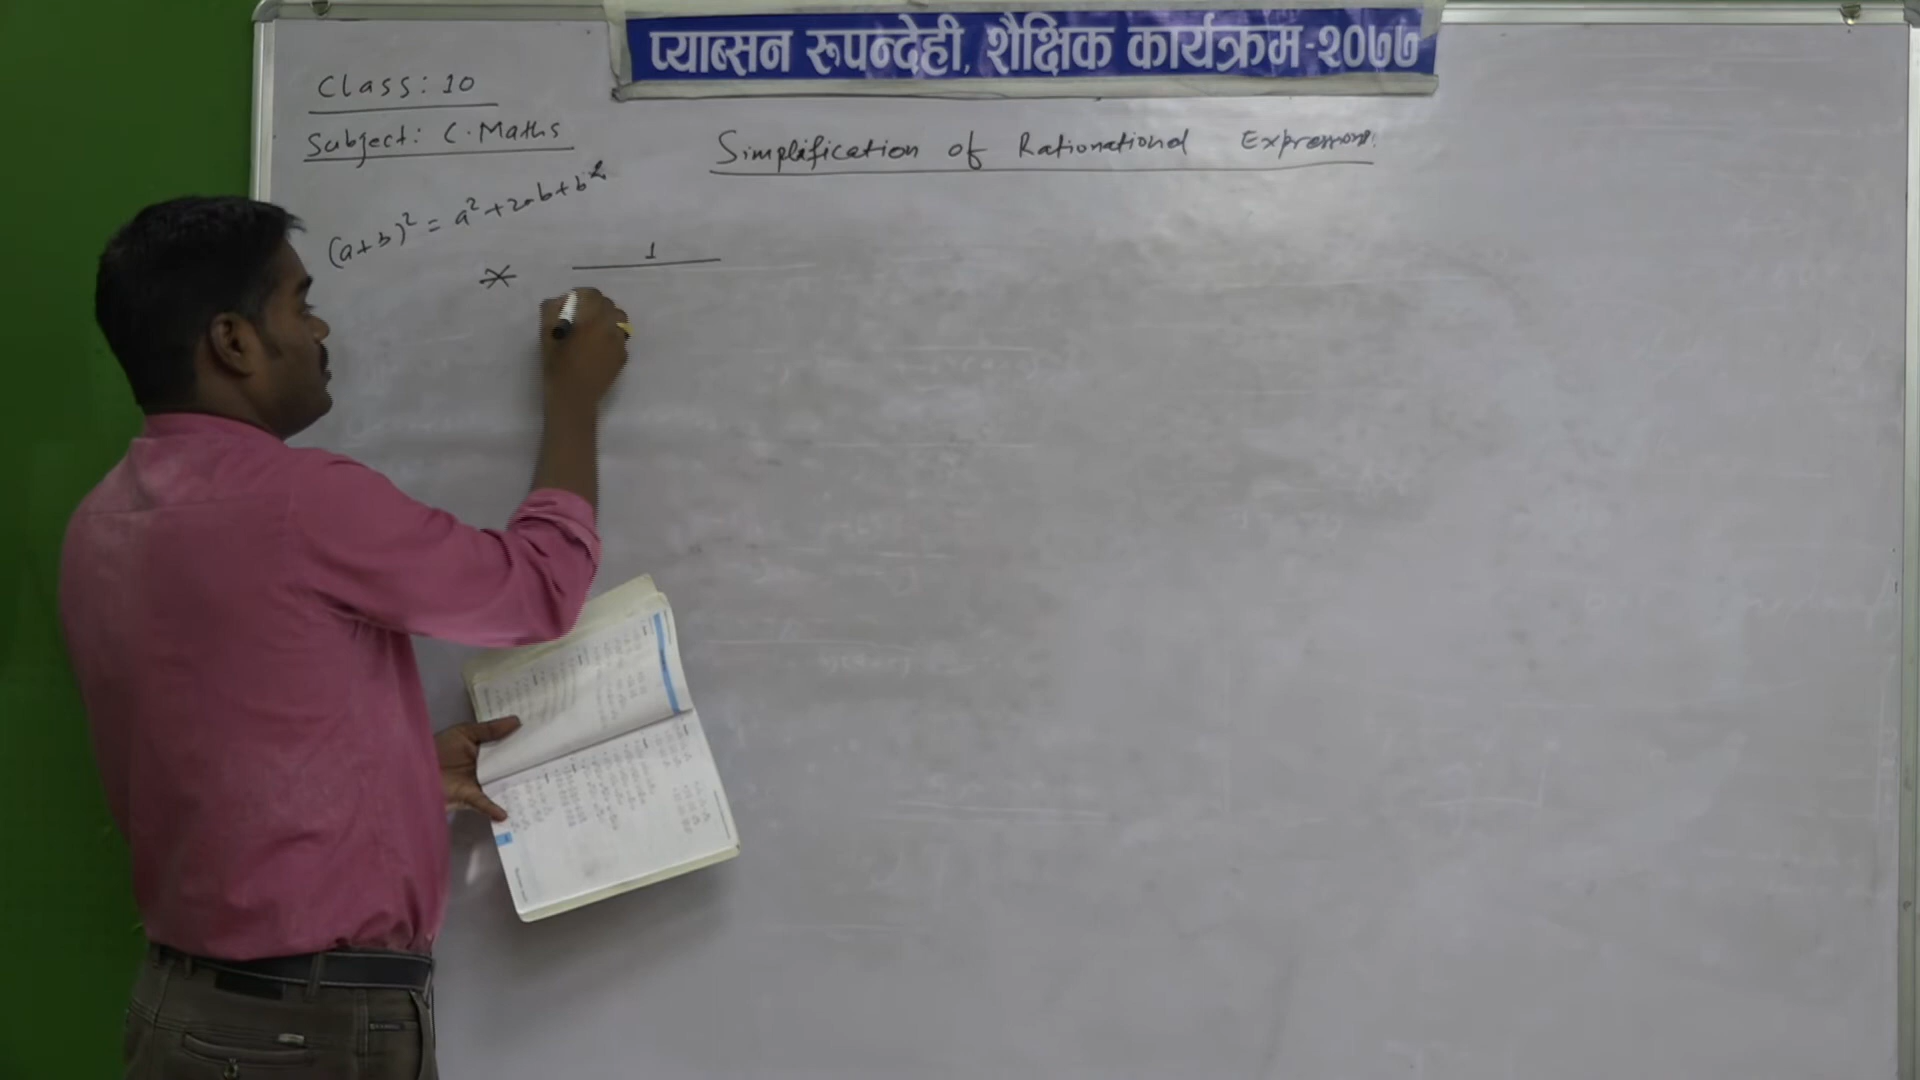 प्याब्सन रुपन्देही, शैक्षिक कार्यक्रम-२०७७
Class: 10
Subject: C. Maths
Simplification of Rationational Expressions.
(a+b)² = a² + 2ab + b²
1